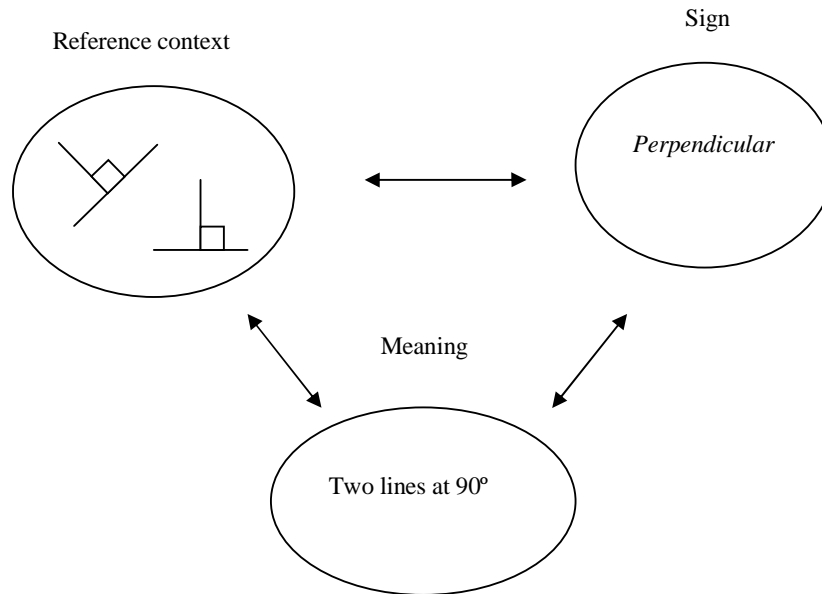 Sign
Reference context
Perpendicular
Meaning
Two lines at 90º